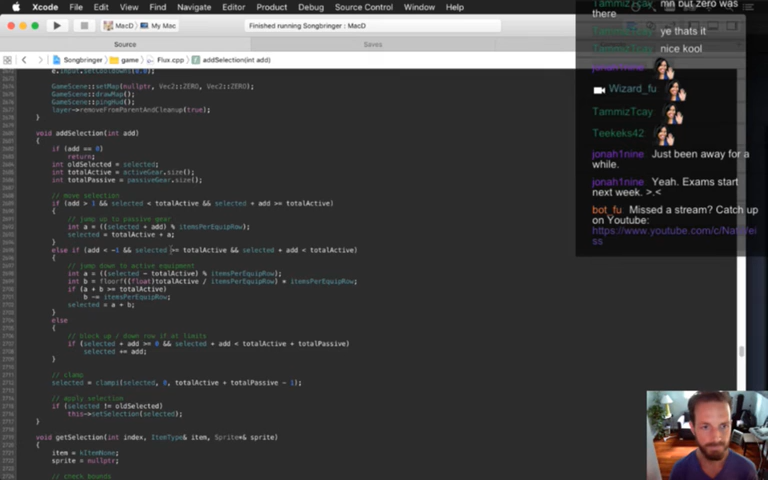 Xcode File Edit View Find Navigate Editor Product Debug Source Control Window Help
MacD My Mac Finished running Songbringer : MacD
Source Saves
Songbringer game Flux.cpp addSelection(int add)
GameScene::setMap(nullptr, Vec2::ZERO, Vec2::ZERO);
GameScene::drawMap();
GameScene::pingHud();
layer->removeFromParentAndCleanup(true);
}
void addSelection(int add)
{
if (add == 0)
return;
int oldSelected = selected;
int totalActive = activeGear.size();
int totalPassive = passiveGear.size();
// move selection
if (add > 1 && selected < totalActive && selected + add >= totalActive)
{
// jump up to passive gear
int a = ((selected + add) % itemsPerEquipRow);
selected = totalActive + a;
}
else if (add < -1 && selected >= totalActive && selected + add < totalActive)
{
// jump down to active equipment
int a = ((selected - totalActive) % itemsPerEquipRow);
int b = floorf((float)totalActive / itemsPerEquipRow) * itemsPerEquipRow;
if (a + b >= totalActive)
b -= itemsPerEquipRow;
selected = a + b;
}
else
{
// block up / down row if at limits
if (selected + add >= 0 && selected + add < totalActive + totalPassive)
selected += add;
}
// clamp
selected = clampi(selected, 0, totalActive + totalPassive - 1);
// apply selection
if (selected != oldSelected)
this->setSelection(selected);
}
void getSelection(int index, ItemType& item, Sprite*& sprite)
{
item = kItemNone;
sprite = nullptr;
// check bounds
TammizTcay mn but zero was
there
TammizTcay ye thats it
TammizTcay nice kool
jonah1nine
Wizard_fu
TammizTcay
Teekeks42
jonah1nine Just been away for a
while.
jonah1nine Yeah. Exams start
next week. >.<
bot_fu Missed a stream? Catch up
on Youtube: